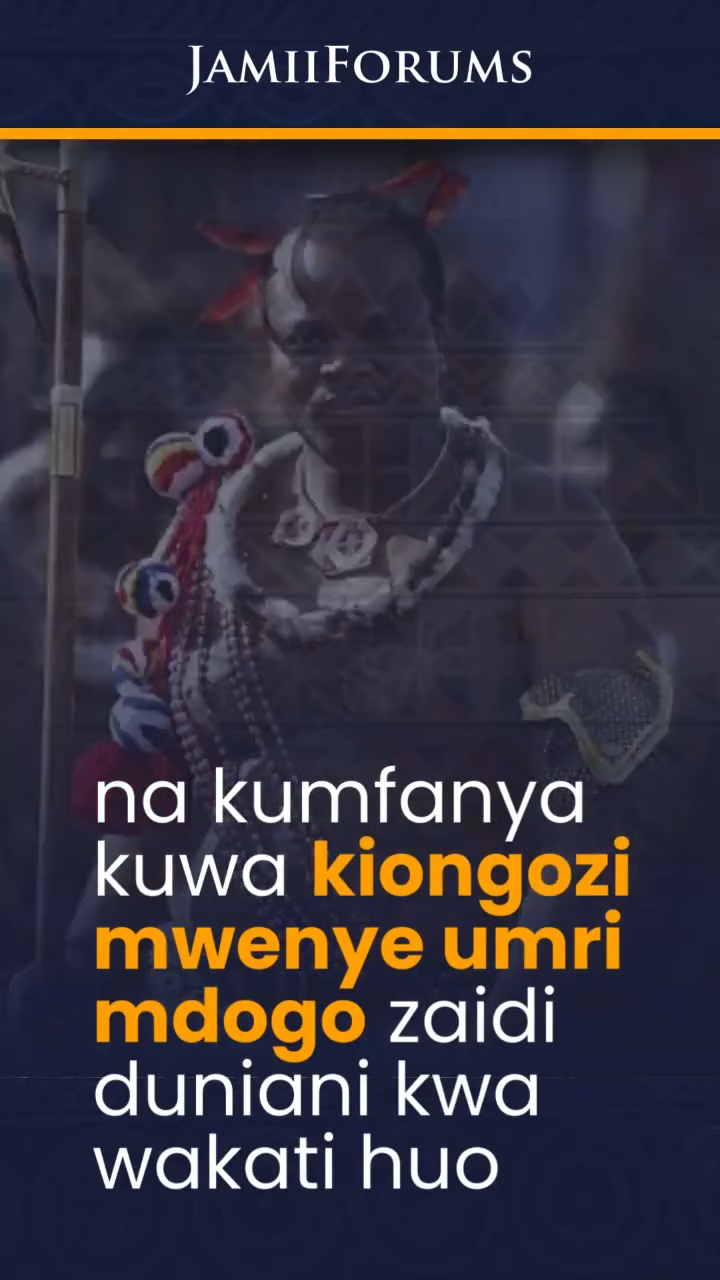 JAMIIFORUMS
na kumfanya
kuwa kiongozi
mwenye umri
mdogo zaidi
duniani kwa
wakati huo